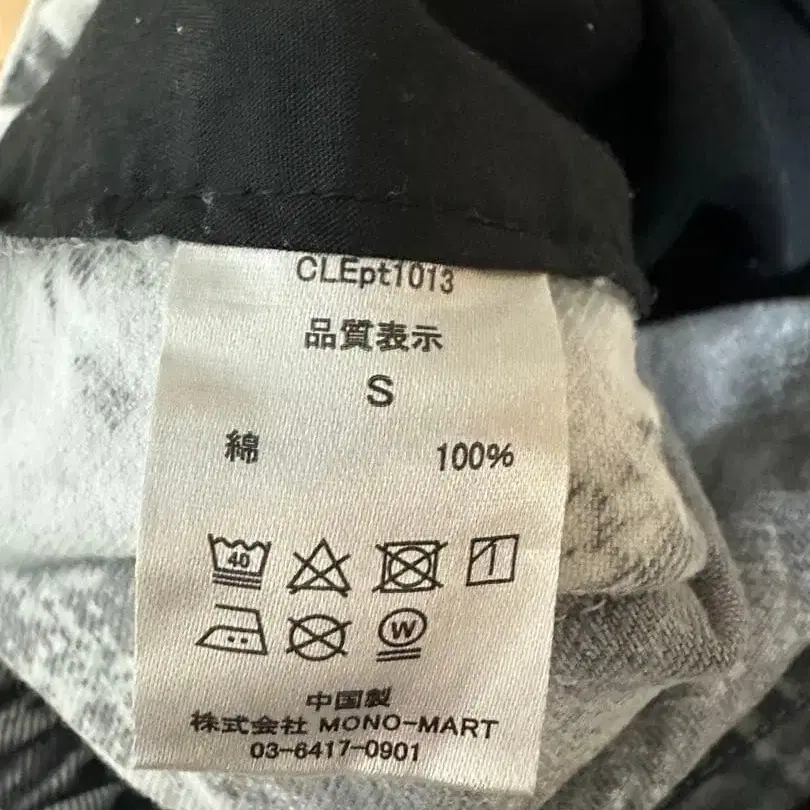 CLEpt1013
品質表示
S
綿 100%
40
W
中国製
株式会社 MONO-MART
03-6417-0901